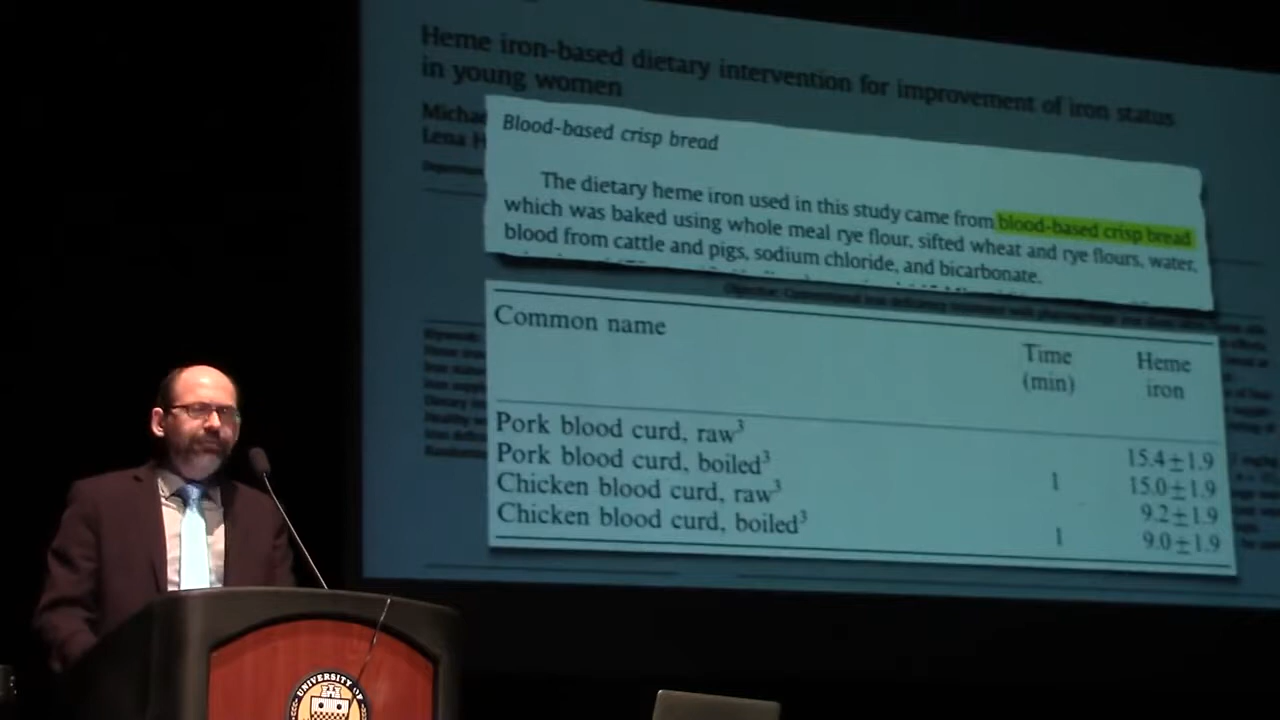 Heme iron-based dietary intervention for improvement of iron status
in young women
Lena H
Blood-based crisp bread
The dietary heme iron used in this study came from blood-based crisp bread
which was baked using whole meal rye flour, sifted wheat and rye flours, water,
blood from cattle and pigs, sodium chloride, and bicarbonate.
Common name
Time
(min)
Heme
iron
Pork blood curd, raw3 15.4±1.9
Pork blood curd, boiled3 1 15.0±1.9
Chicken blood curd, raw3 9.2±1.9
Chicken blood curd, boiled3 1 9.0±1.9
UNIVERSITY OF